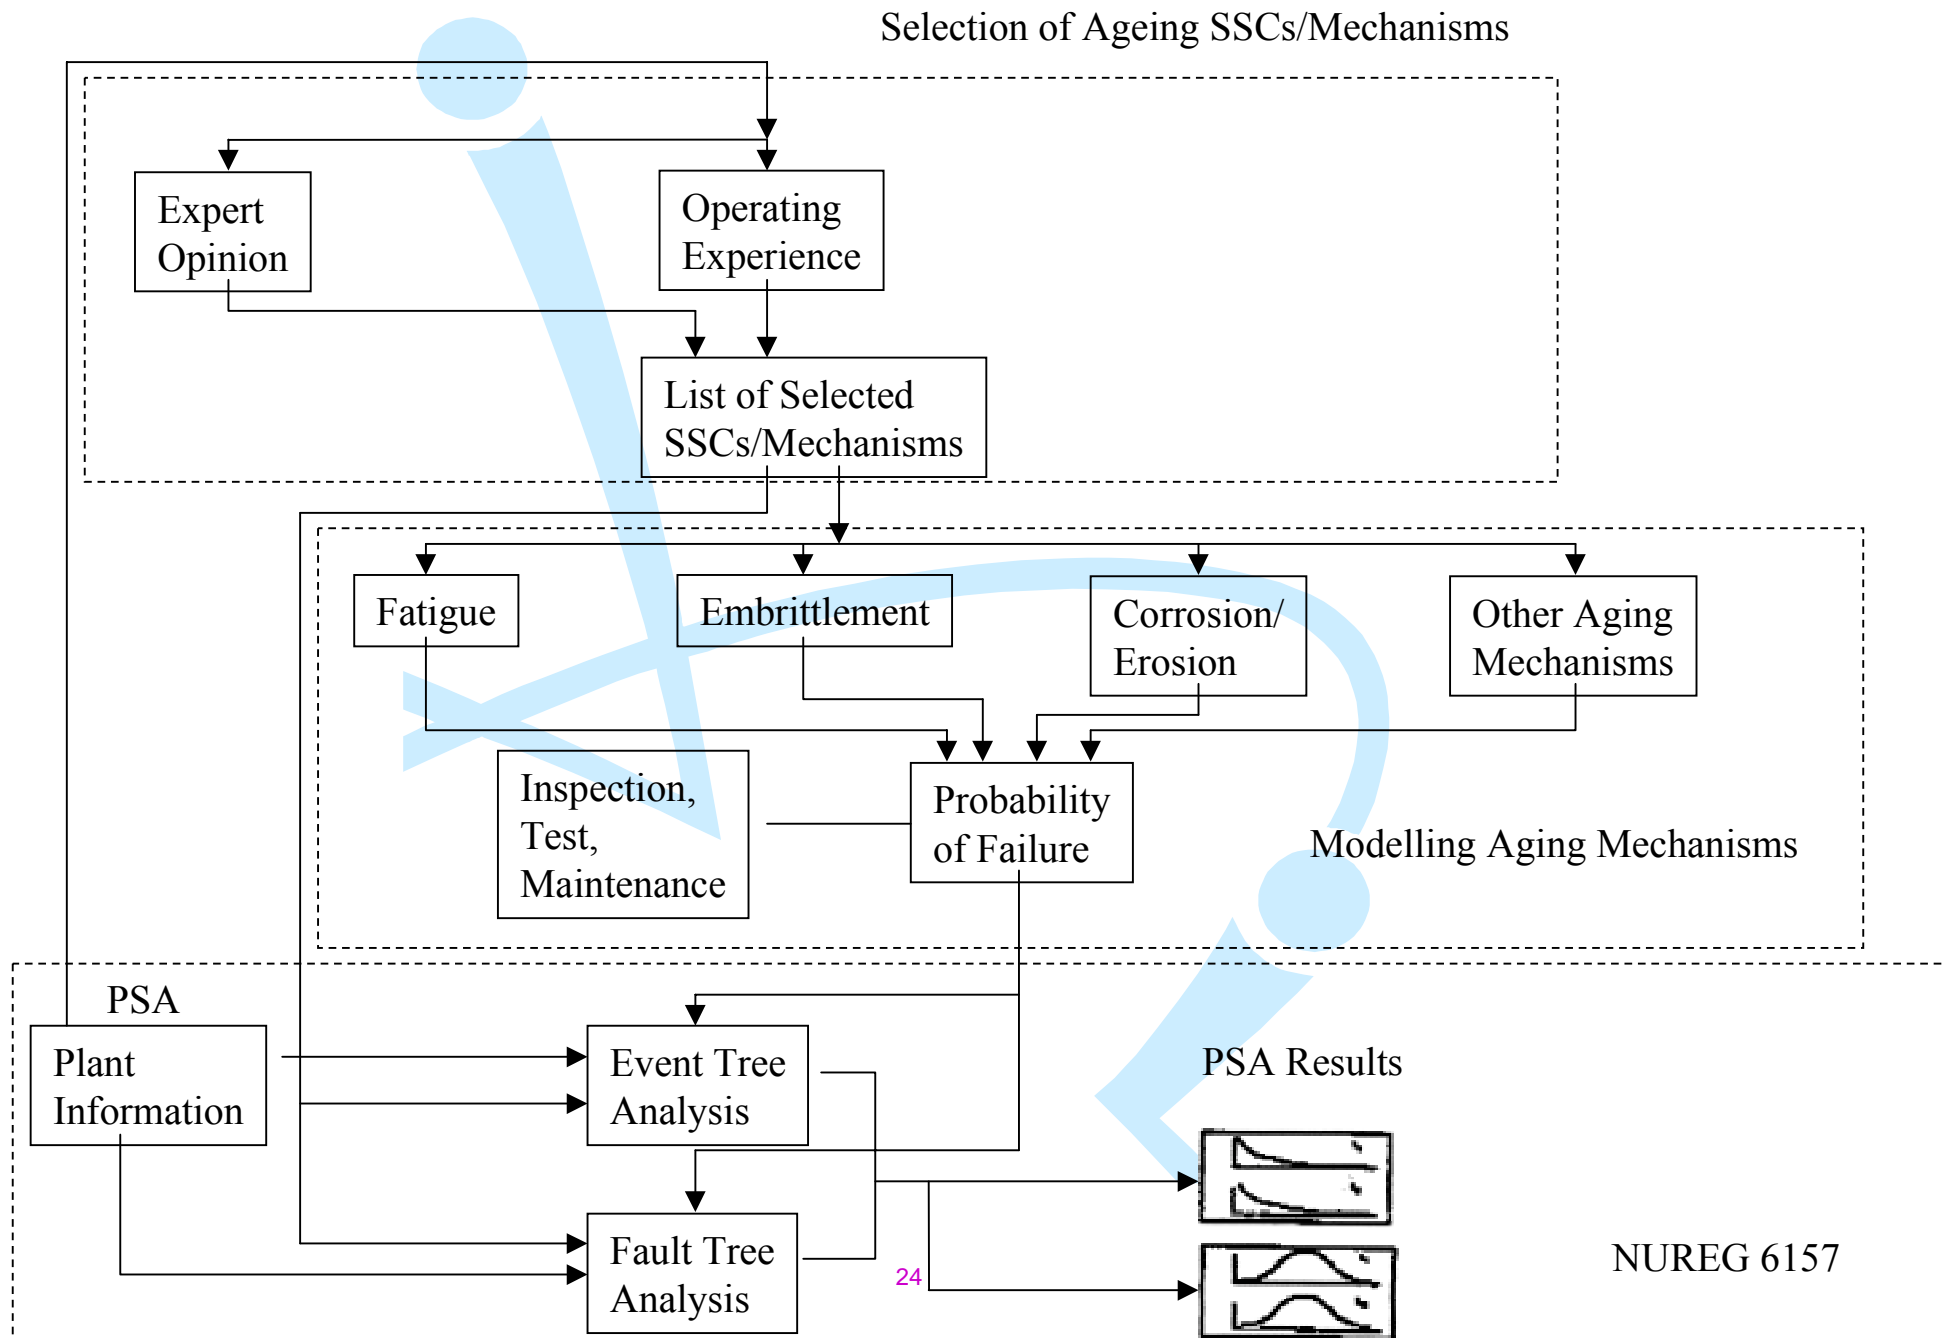 Selection of Ageing SSCs/Mechanisms
Expert
Opinion
Operating
Experience
List of Selected
SSCs/Mechanisms
Fatigue
Embrittlement
Corrosion/
Erosion
Other Aging
Mechanisms
Inspection,
Test,
Maintenance
Probability
of Failure
Modelling Aging Mechanisms
PSA
Plant
Information
Event Tree
Analysis
PSA Results
Fault Tree
Analysis
24
NUREG 6157